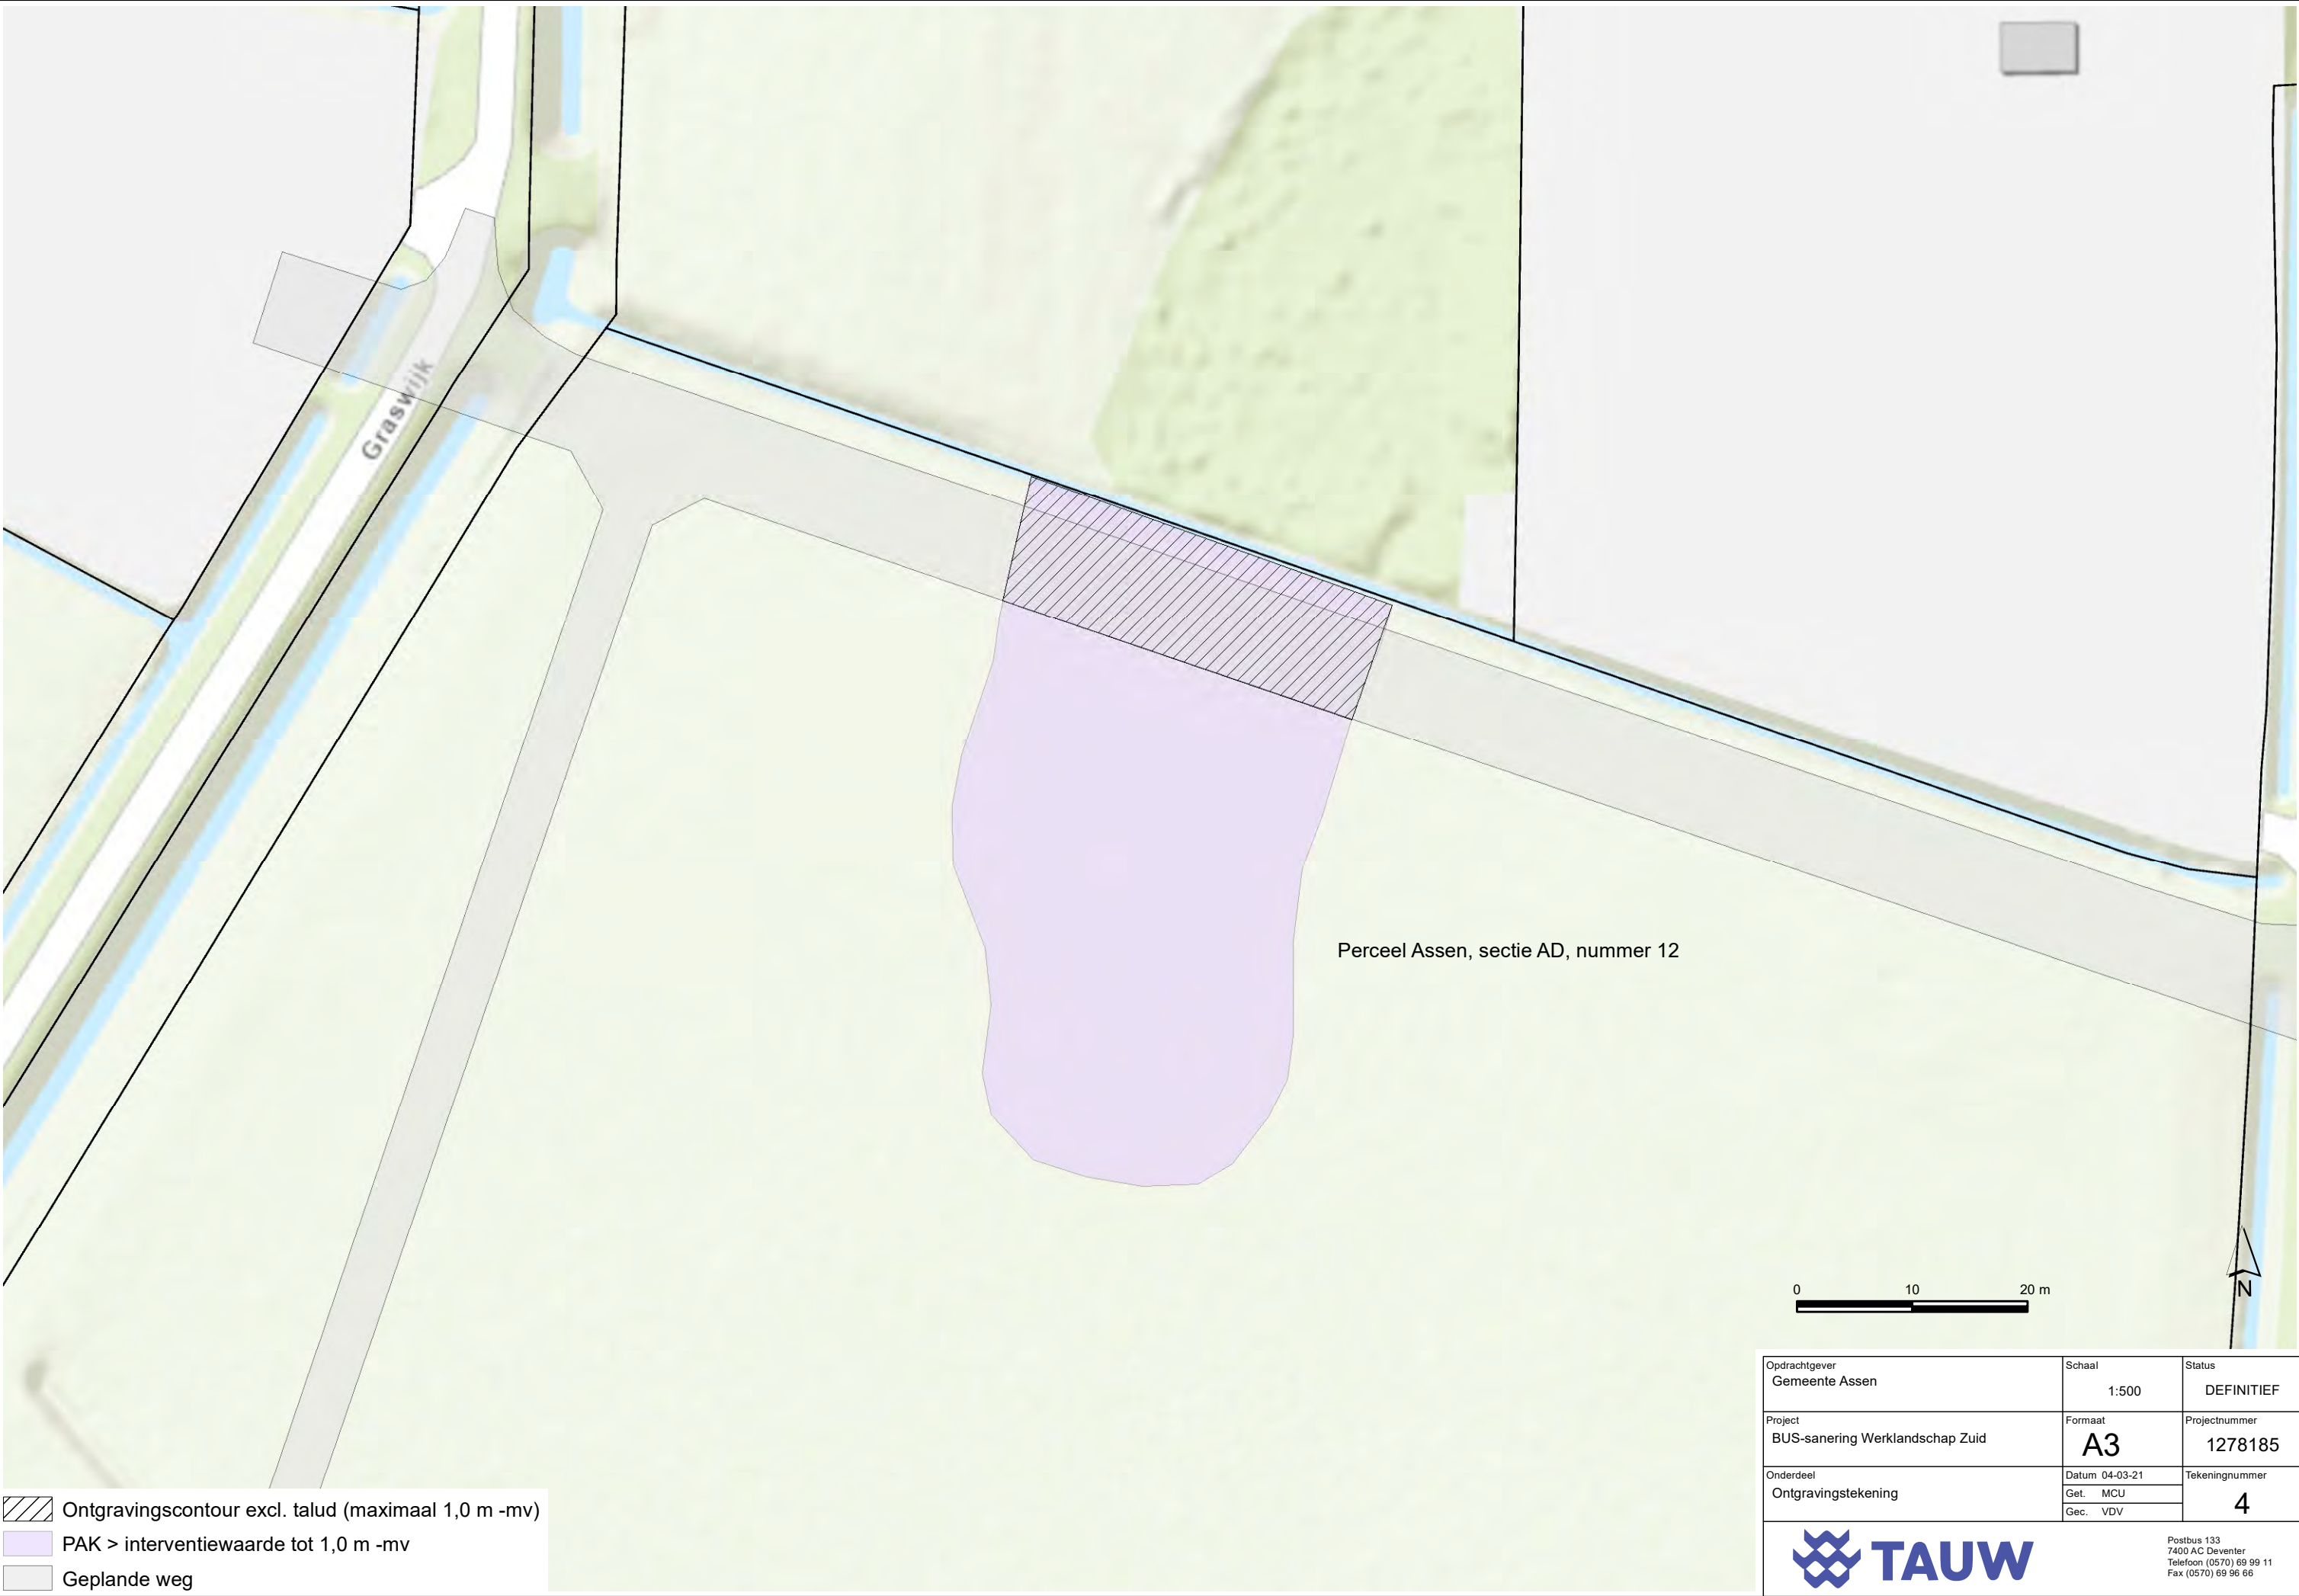 Graswijk
Perceel Assen, sectie AD, nummer 12
0 10 20 m
N
Opdrachtgever
Gemeente Assen
Schaal
1:500
Status
DEFINITIEF
Project
BUS-sanering Werklandschap Zuid
Formaat
A3
Projectnummer
1278185
Onderdeel
Ontgravingstekening
Datum 04-03-21
Get. MCU
Gec. VDV
Tekeningnummer
4
TAUW
Postbus 133
7400 AC Deventer
Telefoon (0570) 69 99 11
Fax (0570) 69 96 66
Ontgravingscontour excl. talud (maximaal 1,0 m -mv)
PAK > interventiewaarde tot 1,0 m -mv
Geplande weg